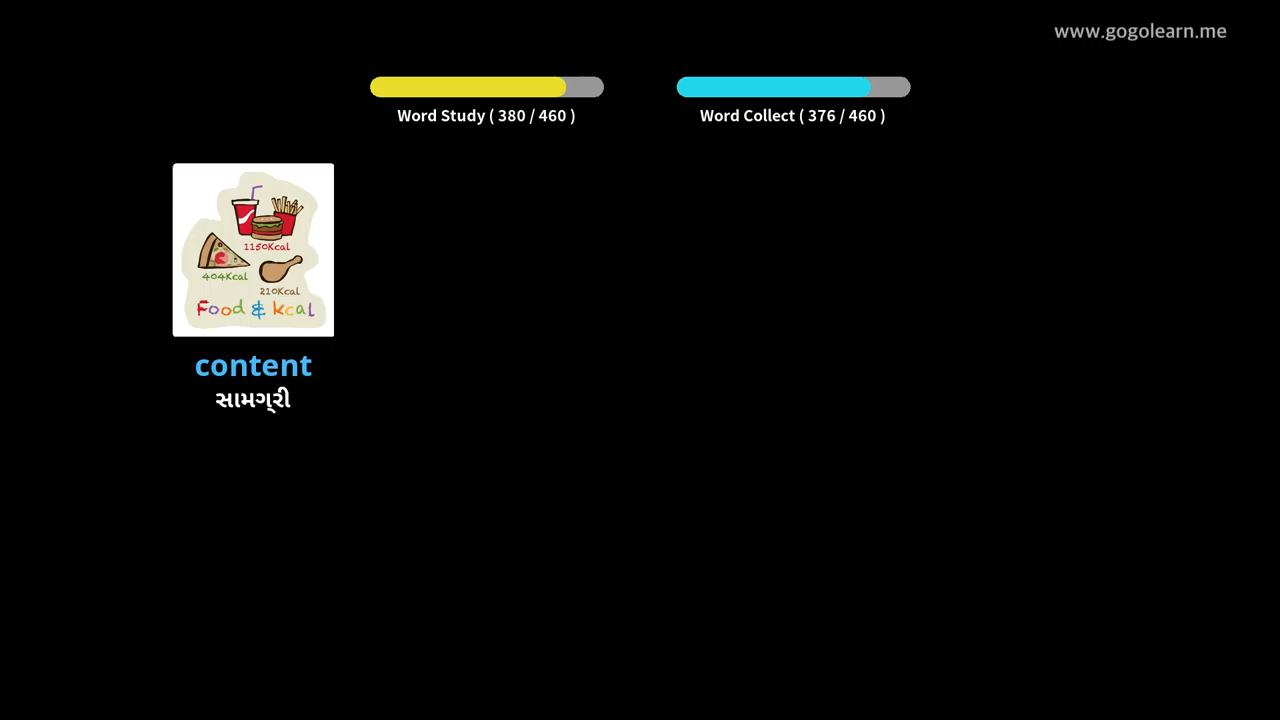 www.gogolearn.me
Word Study ( 380 / 460 )
Word Collect ( 376 / 460 )
1150Kcal
404Kcal
210Kcal
Food & kcal
content
સામગ્રી